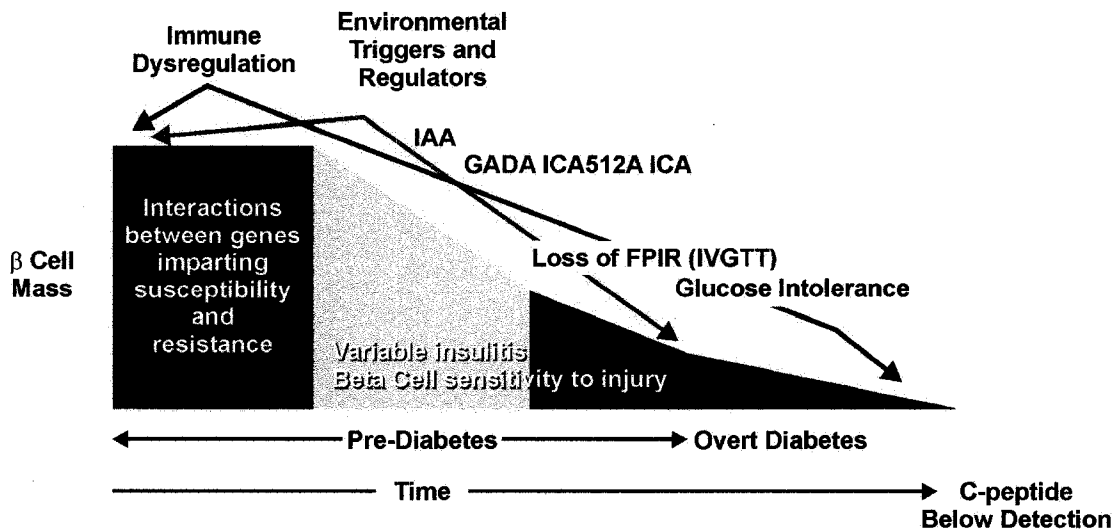 Immune
Dysregulation
Environmental
Triggers and
Regulators
IAA
GADA ICA512A ICA
Interactions
between genes
imparting
susceptibility
and
resistance
β Cell
Mass
Loss of FPIR (IVGTT)
Glucose Intolerance
Variable insulitis
Beta Cell sensitivity to injury
Pre-Diabetes
Overt Diabetes
Time
C-peptide
Below Detection